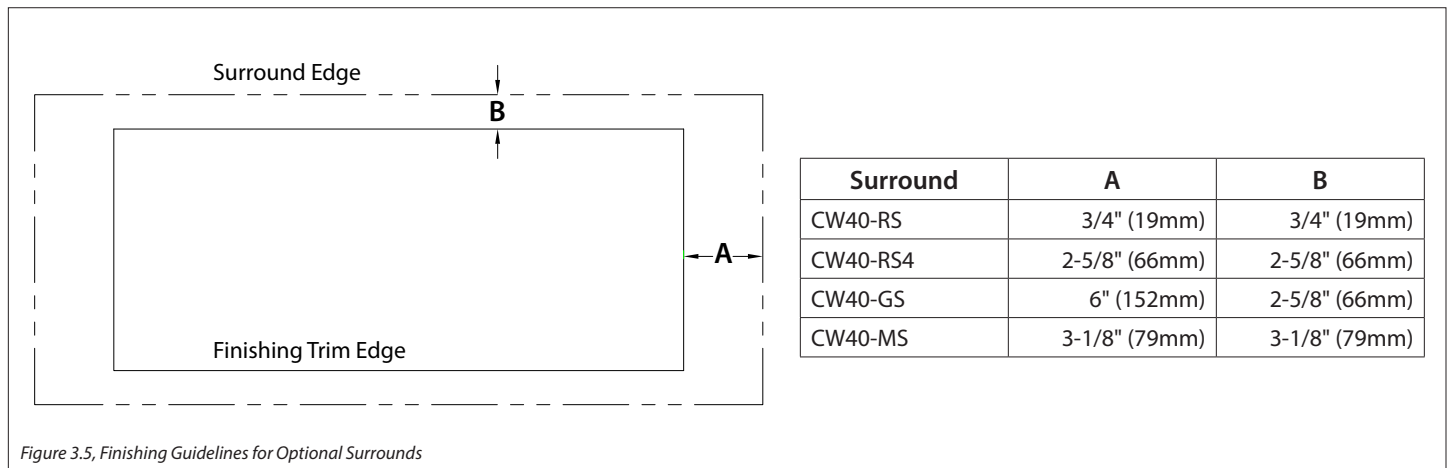 Surround Edge
B
A
Finishing Trim Edge
Surround A B
CW40-RS 3/4" (19mm) 3/4" (19mm)
CW40-RS4 2-5/8" (66mm) 2-5/8" (66mm)
CW40-GS 6" (152mm) 2-5/8" (66mm)
CW40-MS 3-1/8" (79mm) 3-1/8" (79mm)
Figure 3.5, Finishing Guidelines for Optional Surrounds